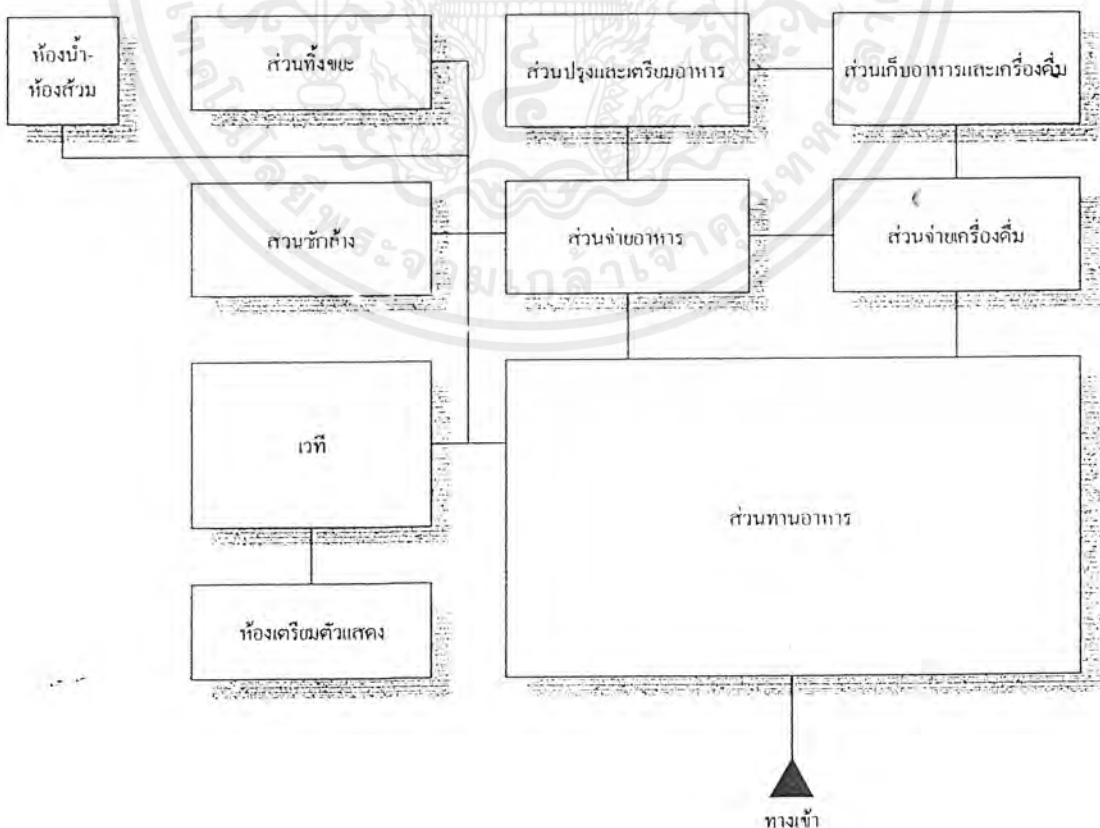 ห้องน้ำ-
ห้องส้วม
ส่วนทิ้งขยะ
ส่วนปรุงและเตรียมอาหาร
ส่วนเก็บอาหารและเครื่องดื่ม
ส่วนซักล้าง
ส่วนจ่ายอาหาร
ส่วนจ่ายเครื่องดื่ม
เวที
ส่วนทานอาหาร
ห้องเตรียมตัวแสดง
ทางเข้า